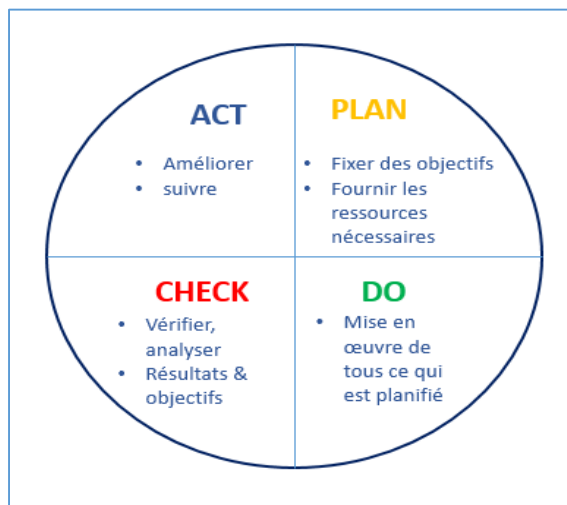 ACT
• Améliorer
• suivre
PLAN
• Fixer des objectifs
• Fournir les
ressources
nécessaires
CHECK
• Vérifier,
analyser
• Résultats &
objectifs
DO
• Mise en
œuvre de
tous ce qui
est planifié